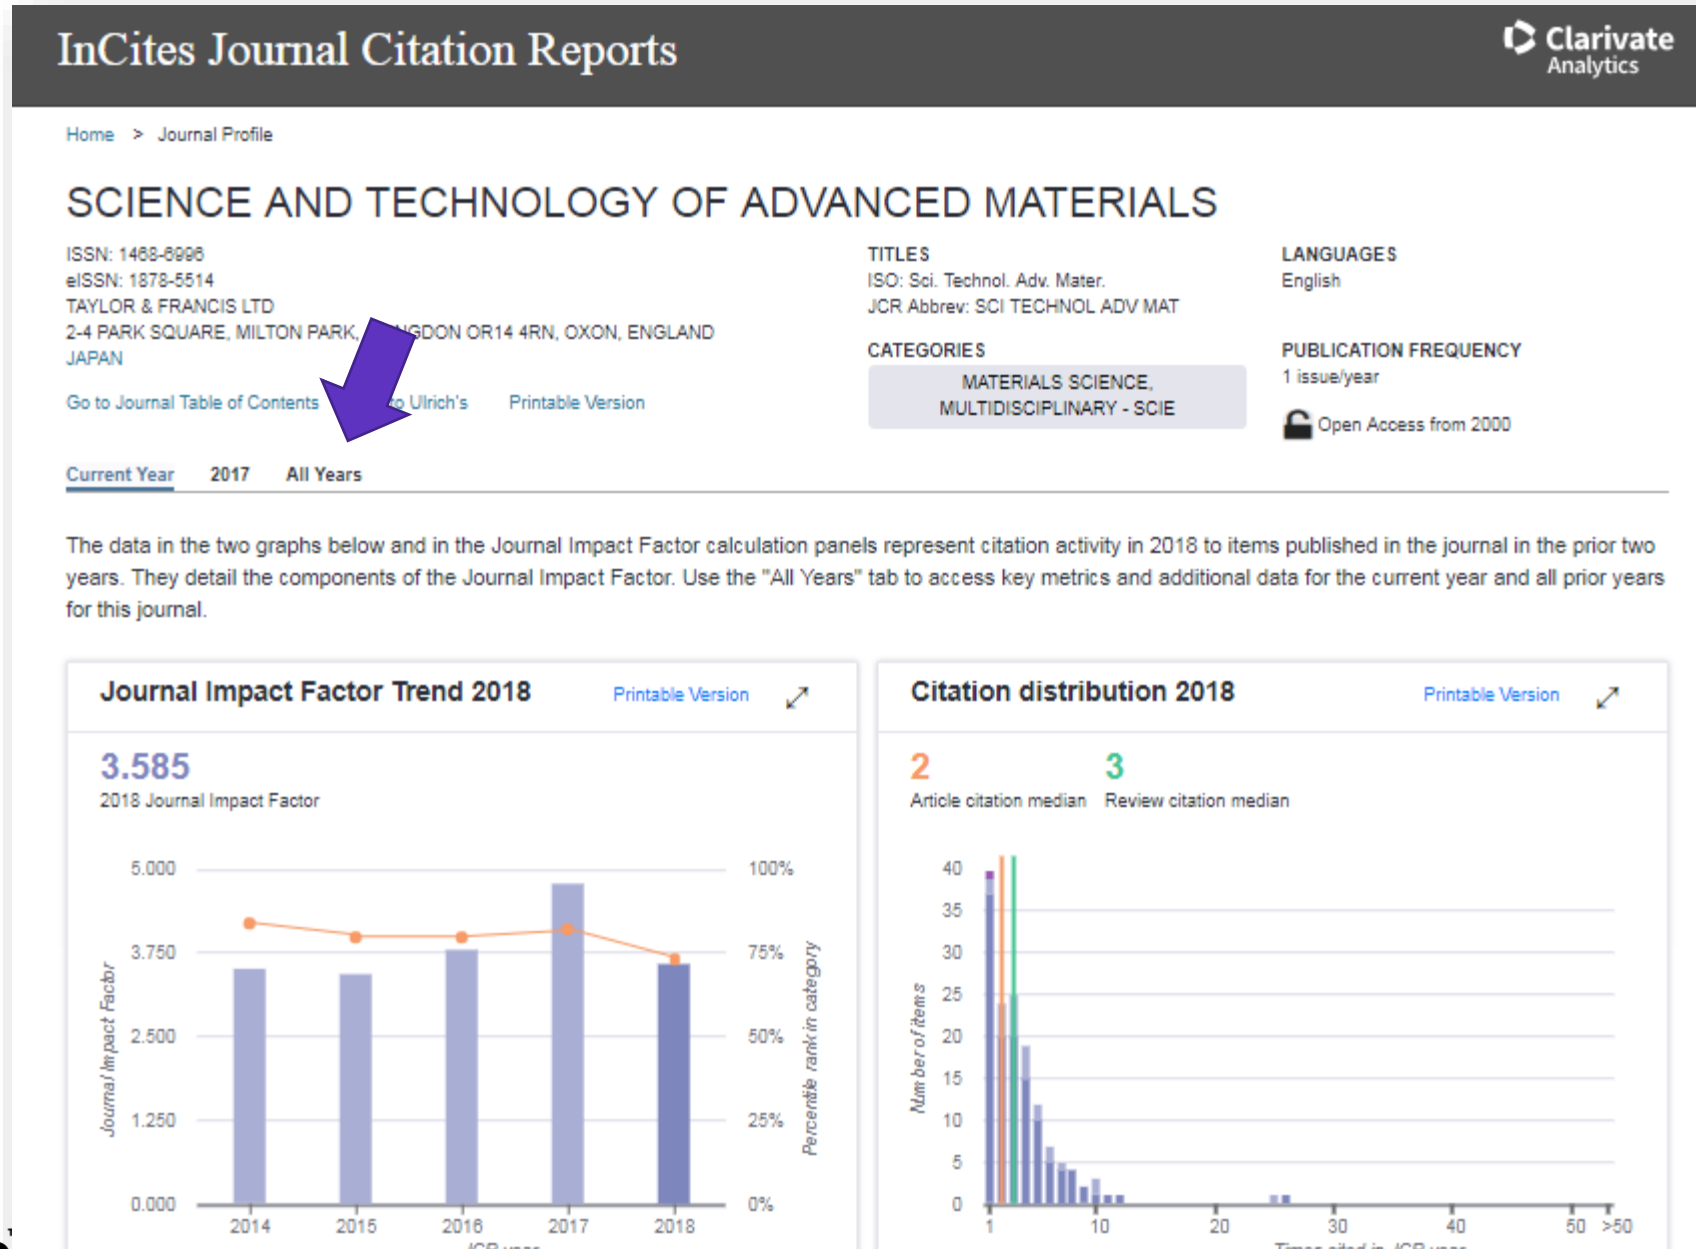 InCites Journal Citation Reports
Clarivate
Analytics
Home > Journal Profile
SCIENCE AND TECHNOLOGY OF ADVANCED MATERIALS
ISSN: 1468-6996
eISSN: 1878-5514
TAYLOR & FRANCIS LTD
2-4 PARK SQUARE, MILTON PARK, NGDON OR14 4RN, OXON, ENGLAND
JAPAN
Go to Journal Table of Contents to Ulrich's Printable Version
TITLES
ISO: Sci. Technol. Adv. Mater.
JCR Abbrev: SCI TECHNOL ADV MAT
CATEGORIES
MATERIALS SCIENCE,
MULTIDISCIPLINARY - SCIE
LANGUAGES
English
PUBLICATION FREQUENCY
1 issue/year
Open Access from 2000
Current Year 2017 All Years
The data in the two graphs below and in the Journal Impact Factor calculation panels represent citation activity in 2018 to items published in the journal in the prior two
years. They detail the components of the Journal Impact Factor. Use the "All Years" tab to access key metrics and additional data for the current year and all prior years
for this journal.
Journal Impact Factor Trend 2018 Printable Version
3.585
2018 Journal Impact Factor
5.000
3.750
2.500
1.250
0.000
Journal Impact Factor
100%
75%
50%
25%
0%
Percentile rank in category
2014 2015 2016 2017 2018
JCR year
Citation distribution 2018 Printable Version
2 3
Article citation median Review citation median
40
35
30
25
20
15
10
5
0
Number of items
1 10 20 30 40 50 >50
Times cited in JCR year